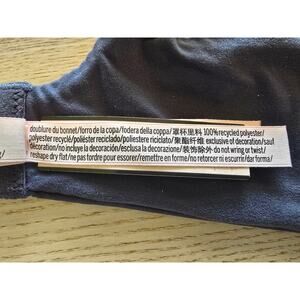 doublure du bonnet/forro de la copa/fodera della coppa/罩杯里料 100% recycled polyester/
polyester recyclé/poliéster reciclado/poliestere riciclato/聚酯纤维 exclusive of decoration/sauf
décoration/no incluye la decoración/esclusa la decorazione/装饰除外 do not wring or twist/
reshape dry flat/ne pas tordre pour essorer/remettre en forme/no retorcer ni escurrir/dar forma/